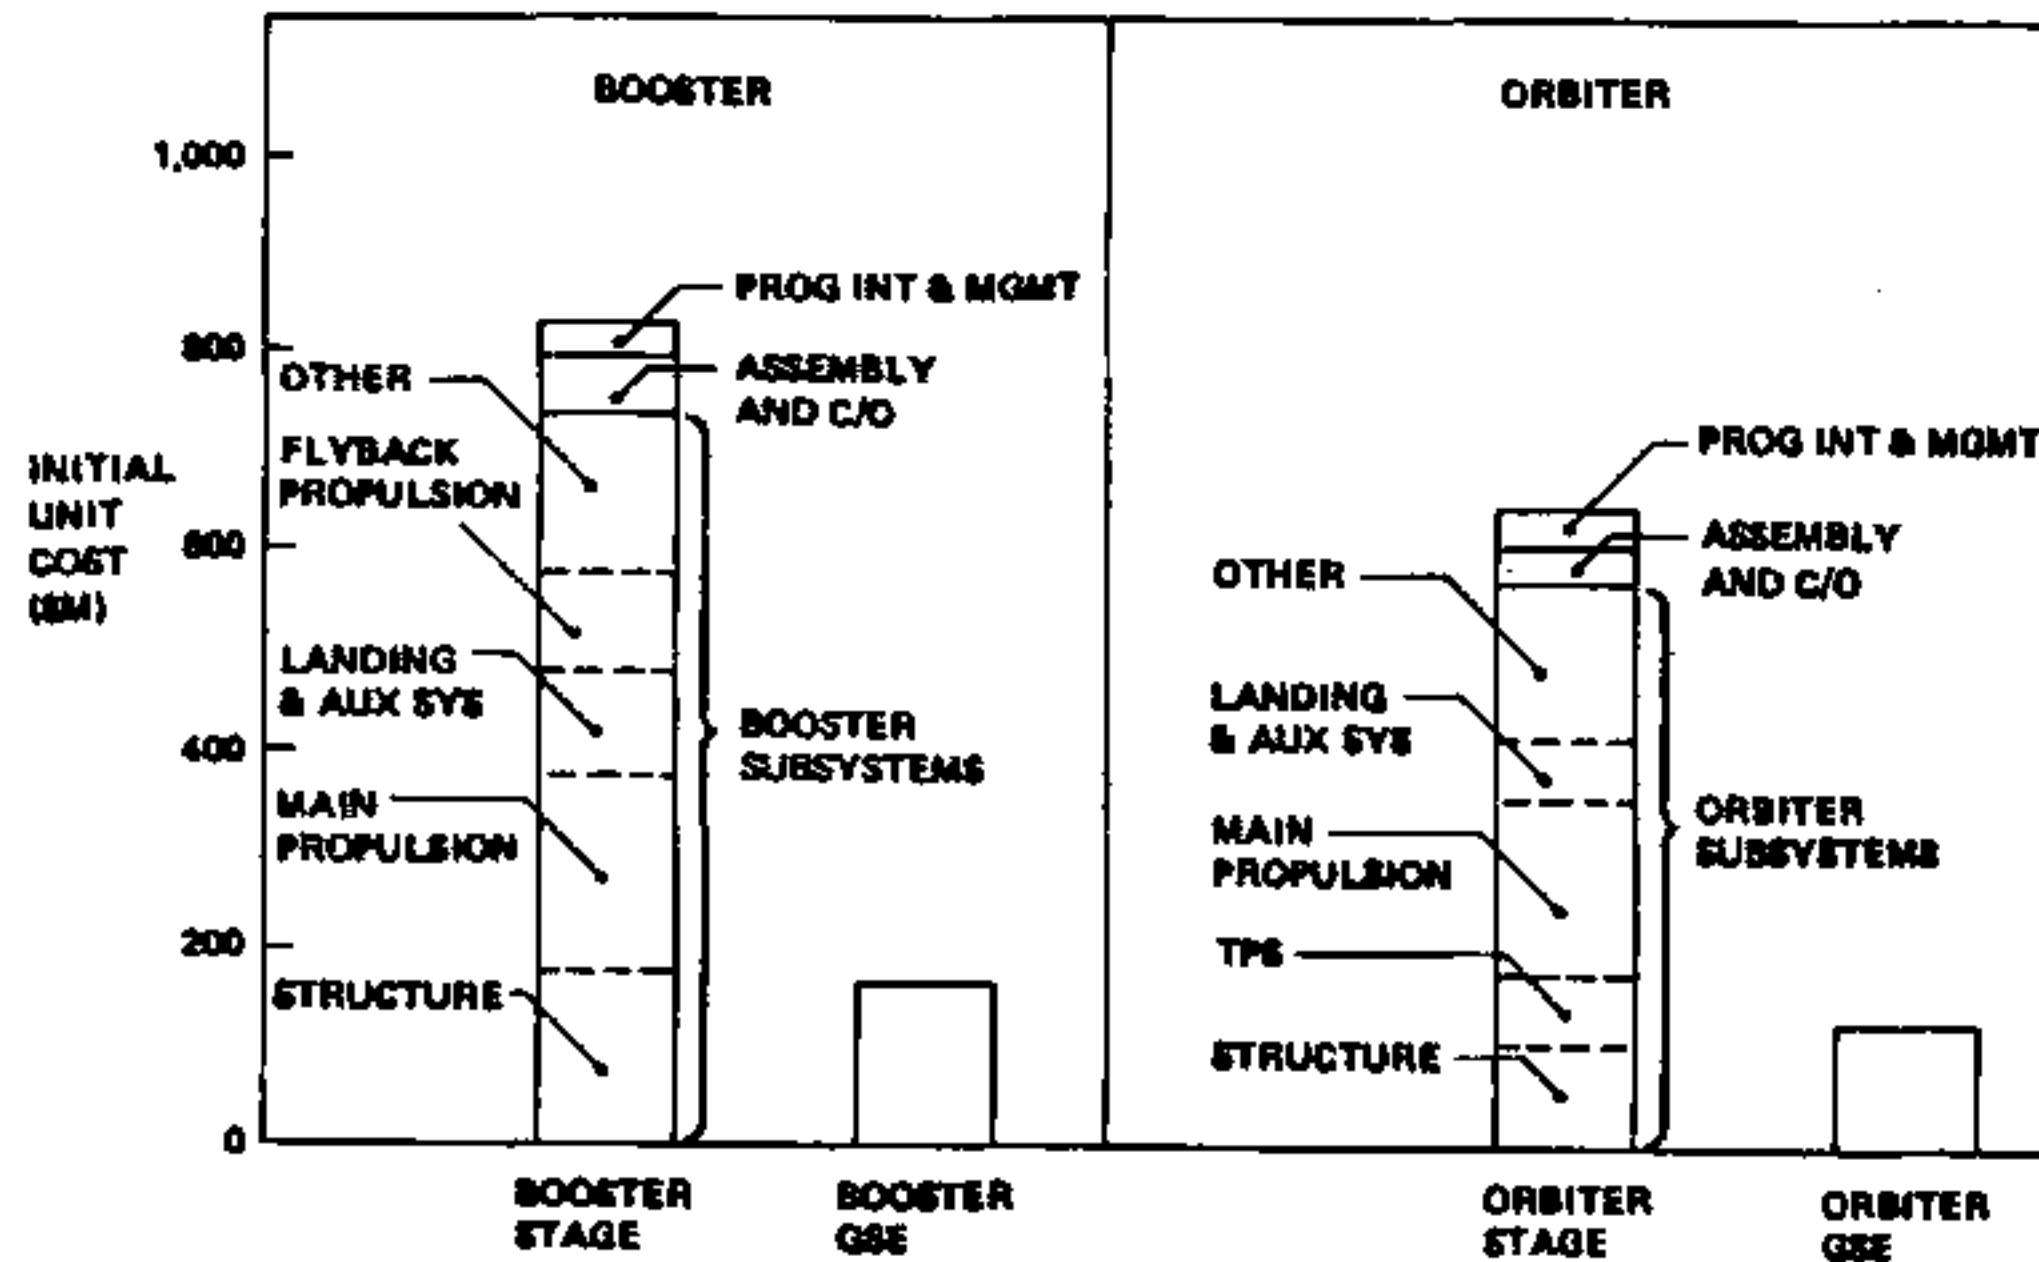 BOOSTER
ORBITER
1,000
800
600
400
200
0
INITIAL
UNIT
COST
($M)
PROG INT & MGMT
ASSEMBLY
AND C/O
OTHER
FLYBACK
PROPULSION
LANDING
& AUX SYS
MAIN
PROPULSION
STRUCTURE
BOOSTER
SUBSYSTEMS
BOOSTER
STAGE
BOOSTER
GSE
PROG INT & MGMT
ASSEMBLY
AND C/O
OTHER
LANDING
& AUX SYS
MAIN
PROPULSION
TPS
STRUCTURE
ORBITER
SUBSYSTEMS
ORBITER
STAGE
ORBITER
GSE